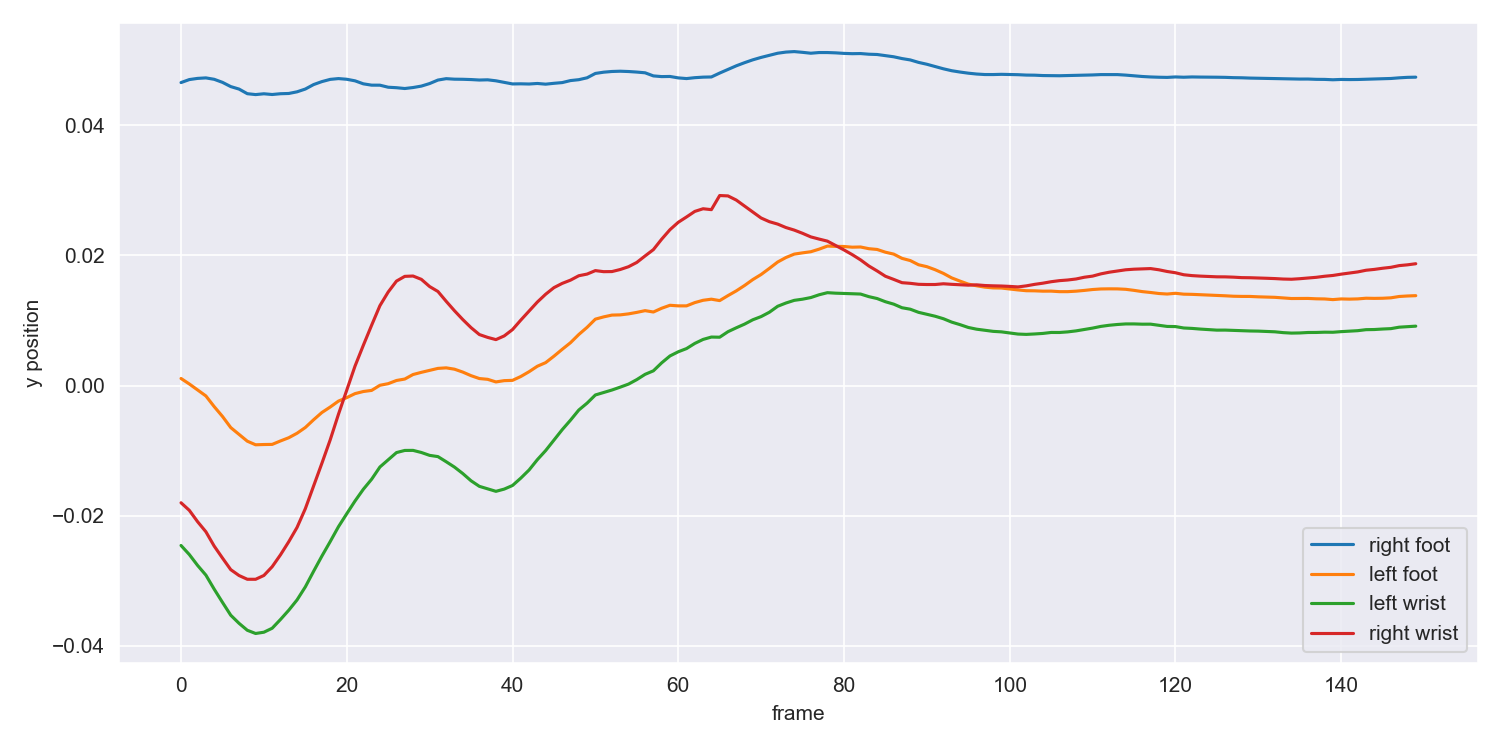 y position
0.04
0.02
0.00
−0.02
−0.04
0 20 40 60 80 100 120 140
frame
right foot
left foot
left wrist
right wrist